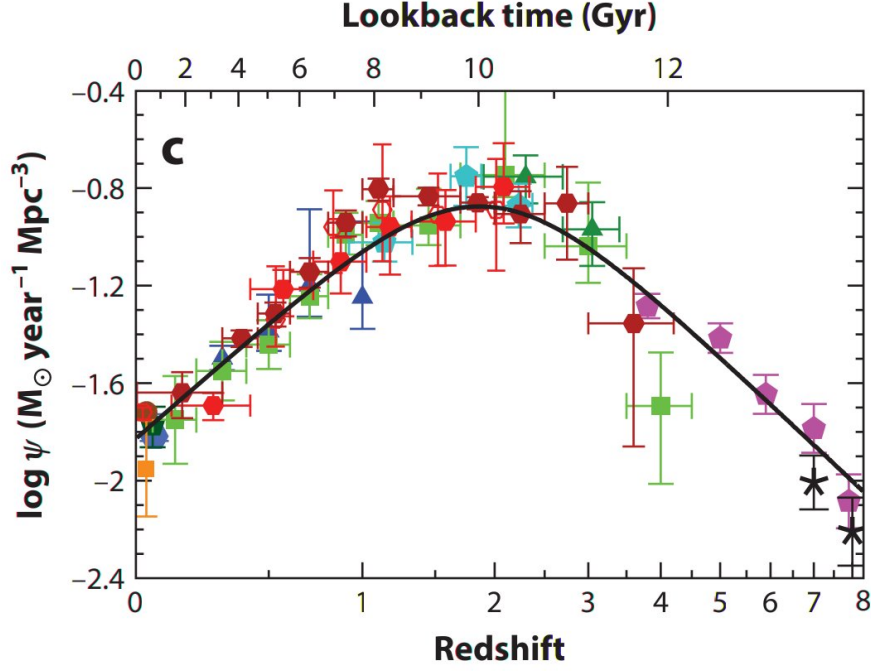 Lookback time (Gyr)
0 2 4 6 8 10 12
C
−0.4
−0.8
−1.2
−1.6
−2
−2.4
log ψ (M⊙ year⁻¹ Mpc⁻³)
0 1 2 3 4 5 6 7 8
Redshift